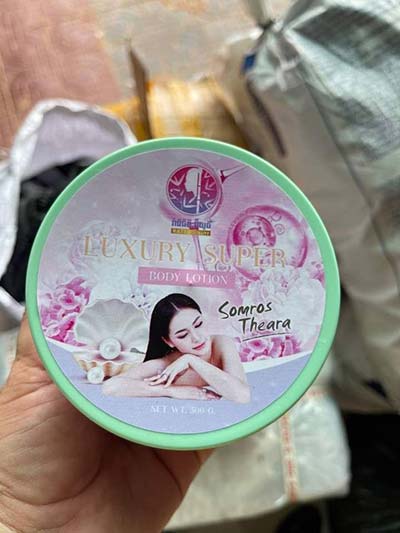 LUXURY SUPER
BODY LOTION
Somros
Theara
NET WT. 500 G.